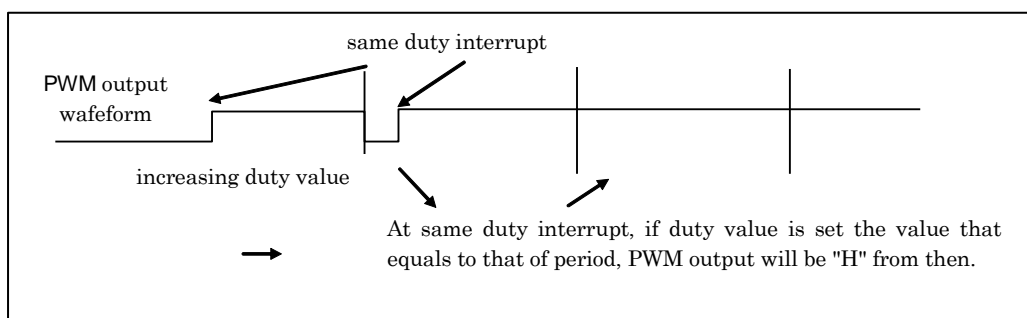 same duty interrupt
PWM output
wafeform
increasing duty value
At same duty interrupt, if duty value is set the value that
equals to that of period, PWM output will be "H" from then.